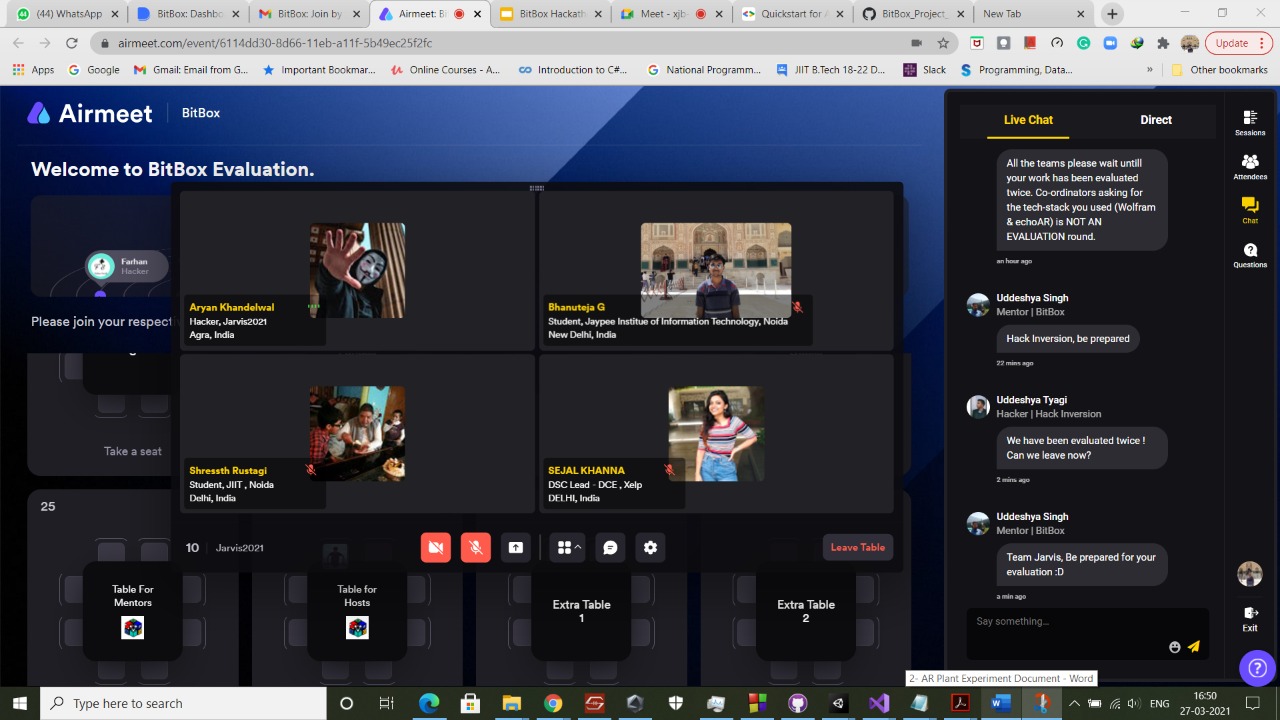 (44) WhatsApp
BitBox Dashbo
BitBox Join by
Airmeet: Bi
BitBox Hackath
Meet - xjb-
Quickstart for A
BitBox_Project_
New Tab
airmeet.com/event/6114dd30-8d66-11eb-a11f-5b49ec25f2fc
Update
Apps
Google
Gmail: Email from G...
Important Bookmar...
Online Courses - A...
Introduction to C#...
National Programm...
JIIT B.Tech 18-22 D...
Slack
Programming, Data...
»
Other bookmarks
Airmeet
BitBox
Welcome to BitBox Evaluation.
Farhan
Hacker
Please join your respecti
Take a seat
25
Table For
Mentors
Table for
Hosts
Extra Table
1
Extra Table
2
Aryan Khandelwal
Hacker, Jarvis2021
Agra, India
Bhanuteja G
Student, Jaypee Institue of Information Technology, Noida
New Delhi, India
Shressth Rustagi
Student, JIIT , Noida
Delhi, India
SEJAL KHANNA
DSC Lead - DCE , Xelp
DELHI, India
10
Jarvis2021
Leave Table
Live Chat
Direct
All the teams please wait untill
your work has been evaluated
twice. Co-ordinators asking for
the tech-stack you used (Wolfram
& echoAR) is NOT AN
EVALUATION round.
an hour ago
Uddeshya Singh
Mentor | BitBox
Hack Inversion, be prepared
22 mins ago
Uddeshya Tyagi
Hacker | Hack Inversion
We have been evaluated twice !
Can we leave now?
2 mins ago
Uddeshya Singh
Mentor | BitBox
Team Jarvis, Be prepared for your
evaluation :D
a min ago
Say something...
Sessions
Attendees
Chat
Questions
Exit
2- AR Plant Experiment Document - Word
Type here to search
ENG
16:50
27-03-2021